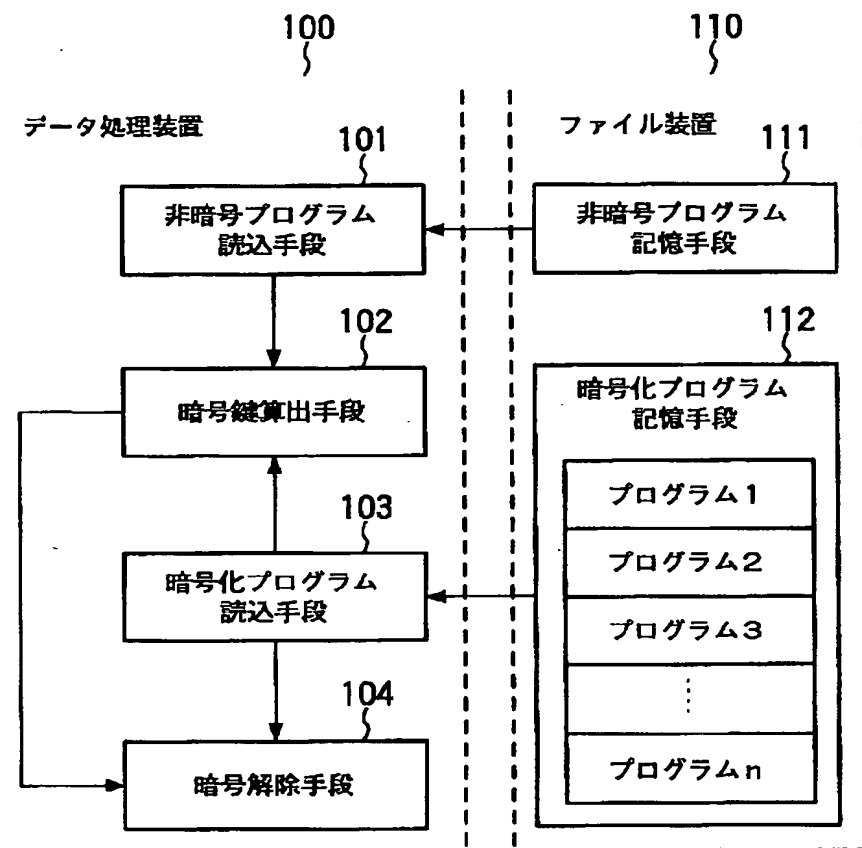 100
110
データ処理装置
ファイル装置
101
111
非暗号プログラム
読込手段
非暗号プログラム
記憶手段
102
112
暗号鍵算出手段
暗号化プログラム
記憶手段
プログラム1
103
プログラム2
暗号化プログラム
読込手段
プログラム3
104
暗号解除手段
プログラムn